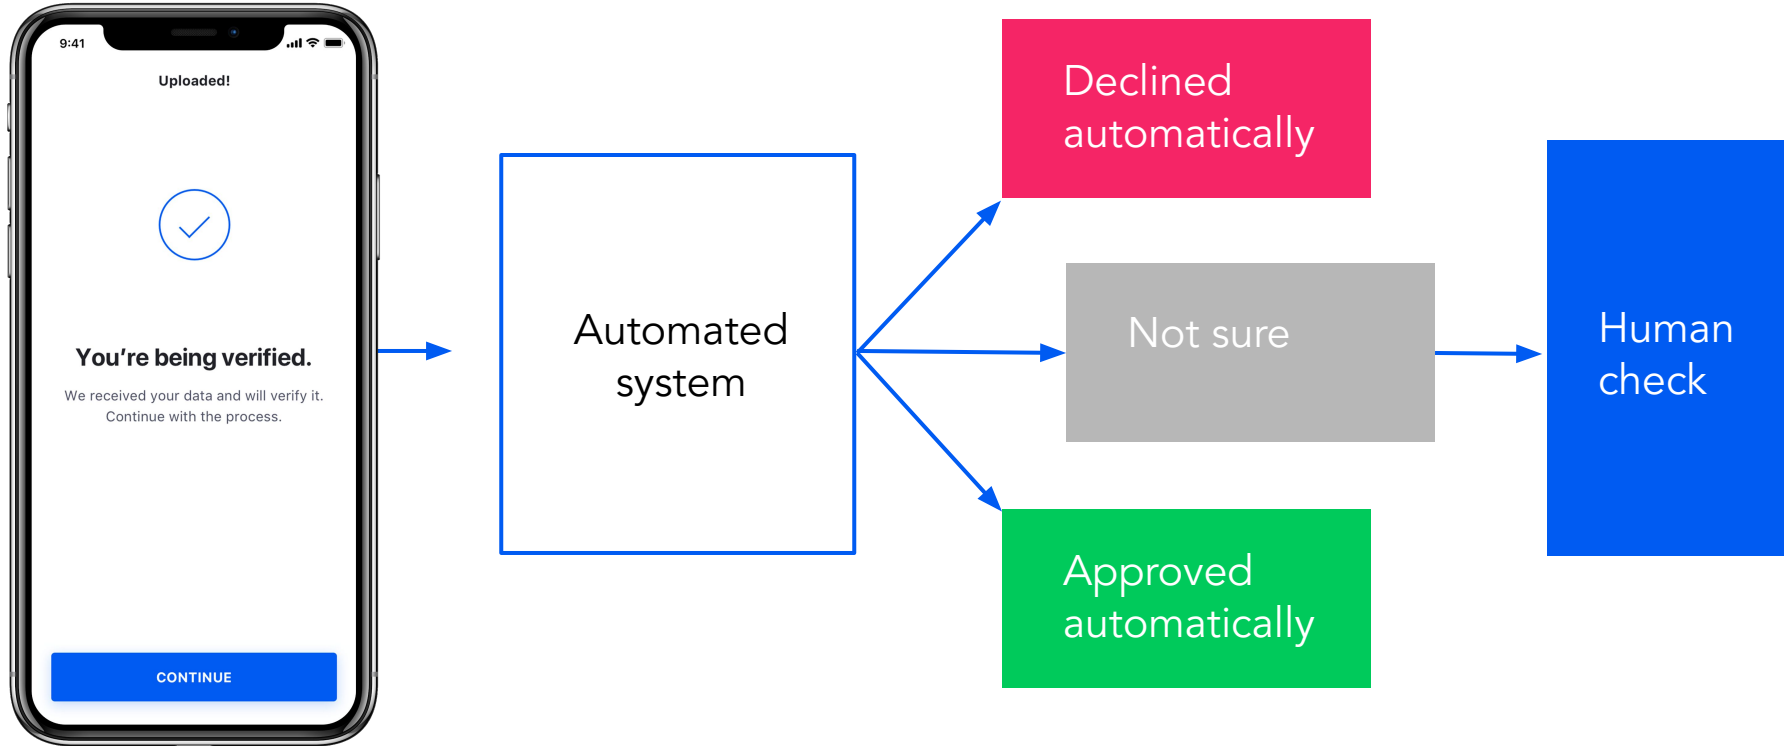 9:41
Uploaded!
You’re being verified.
We received your data and will verify it.
Continue with the process.
CONTINUE
Automated
system
Declined
automatically
Not sure
Approved
automatically
Human
check